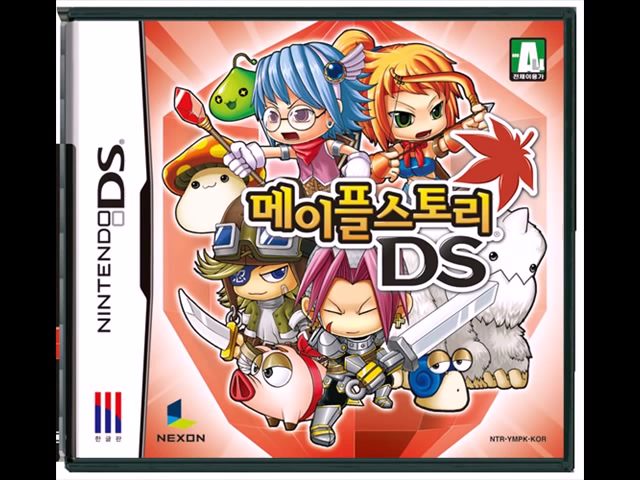 NINTENDO DS
A
전체이용가
메이플스토리
DS
한글판
NEXON
NTR-YMPK-KOR